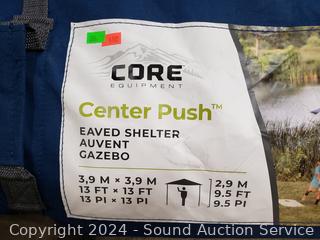 CORE
EQUIPMENT
Center Push™
EAVED SHELTER
AUVENT
GAZEBO
3,9 M × 3,9 M
13 FT × 13 FT
13 PI × 13 PI
2,9 M
9.5 FT
9.5 PI
Copyright 2024 - Sound Auction Service